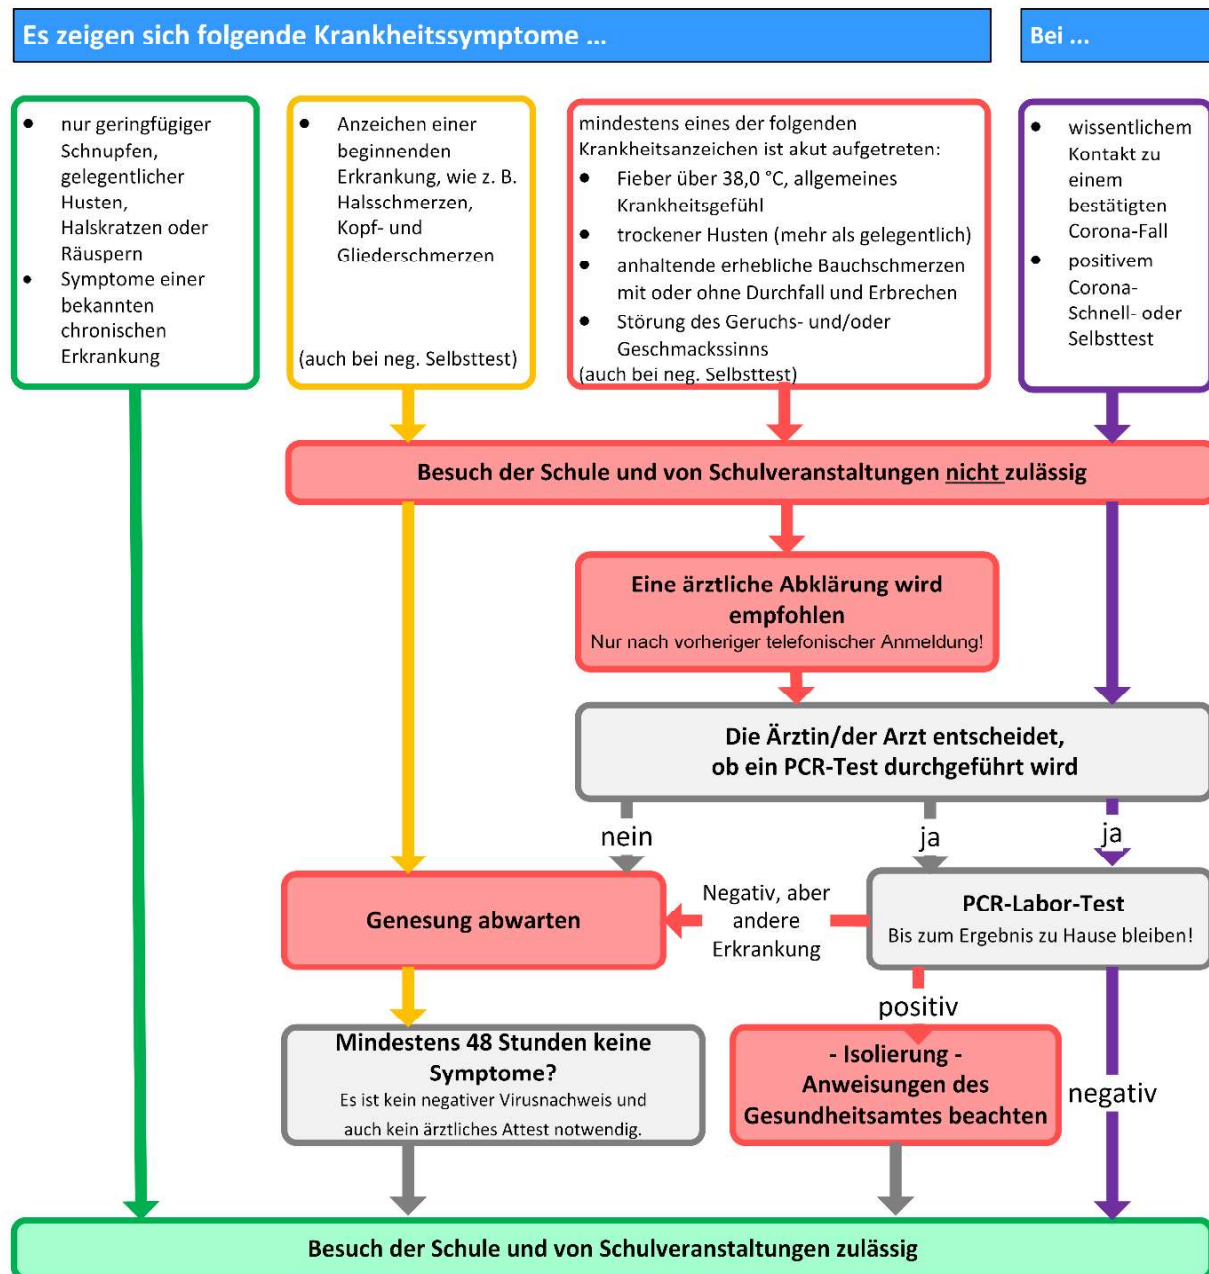 Es zeigen sich folgende Krankheitssymptome ...
Bei ...
• nur geringfügiger
Schnupfen,
gelegentlicher
Husten,
Halskratzen oder
Räuspern
• Symptome einer
bekannten
chronischen
Erkrankung
• Anzeichen einer
beginnenden
Erkrankung, wie z. B.
Halsschmerzen,
Kopf- und
Gliederschmerzen
(auch bei neg. Selbsttest)
mindestens eines der folgenden
Krankheitsanzeichen ist akut aufgetreten:
• Fieber über 38,0 °C, allgemeines
Krankheitsgefühl
• trockener Husten (mehr als gelegentlich)
• anhaltende erhebliche Bauchschmerzen
mit oder ohne Durchfall und Erbrechen
• Störung des Geruchs- und/oder
Geschmackssinns
(auch bei neg. Selbsttest)
• wissentlichem
Kontakt zu
einem
bestätigten
Corona-Fall
• positivem
Corona-
Schnell- oder
Selbsttest
Besuch der Schule und von Schulveranstaltungen nicht zulässig
Eine ärztliche Abklärung wird
empfohlen
Nur nach vorheriger telefonischer Anmeldung!
Die Ärztin/der Arzt entscheidet,
ob ein PCR-Test durchgeführt wird
nein
ja
ja
Genesung abwarten
Negativ, aber
andere
Erkrankung
PCR-Labor-Test
Bis zum Ergebnis zu Hause bleiben!
positiv
Mindestens 48 Stunden keine
Symptome?
Es ist kein negativer Virusnachweis und
auch kein ärztliches Attest notwendig.
- Isolierung -
Anweisungen des
Gesundheitsamtes beachten
negativ
Besuch der Schule und von Schulveranstaltungen zulässig